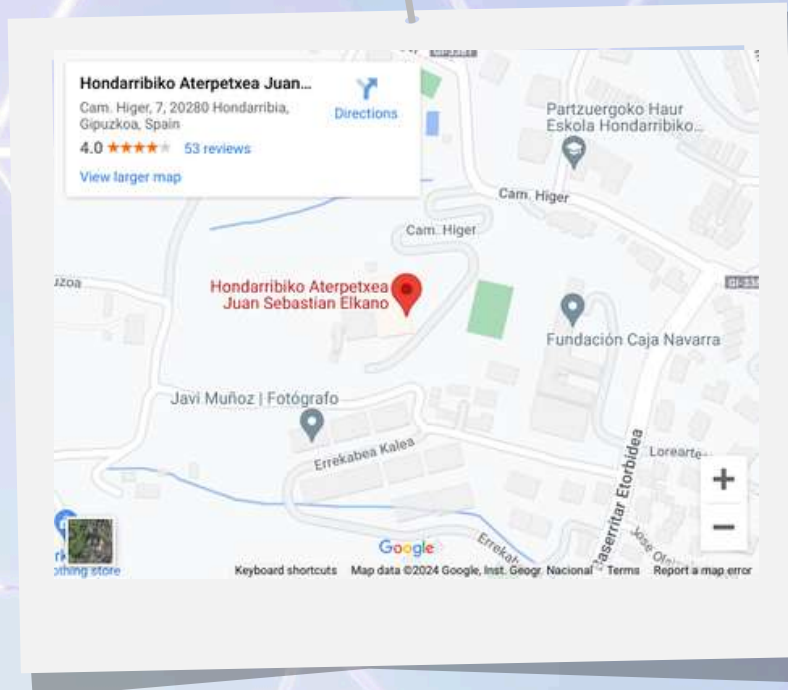 Hondarribiko Aterpetxea Juan...
Cam. Higer, 7, 20280 Hondarribia,
Gipuzkoa, Spain
4.0
53 reviews
View larger map
Directions
Partzuergoko Haur
Eskola Hondarribiko...
Cam. Higer
Cam. Higer
Hondarribiko Aterpetxea
Juan Sebastian Elkano
Fundación Caja Navarra
Javi Muñoz | Fotógrafo
Errekabea Kalea
Lorearte
Google
Keyboard shortcuts
Map data ©2024 Google, Inst. Geogr. Nacional
Terms
Report a map error